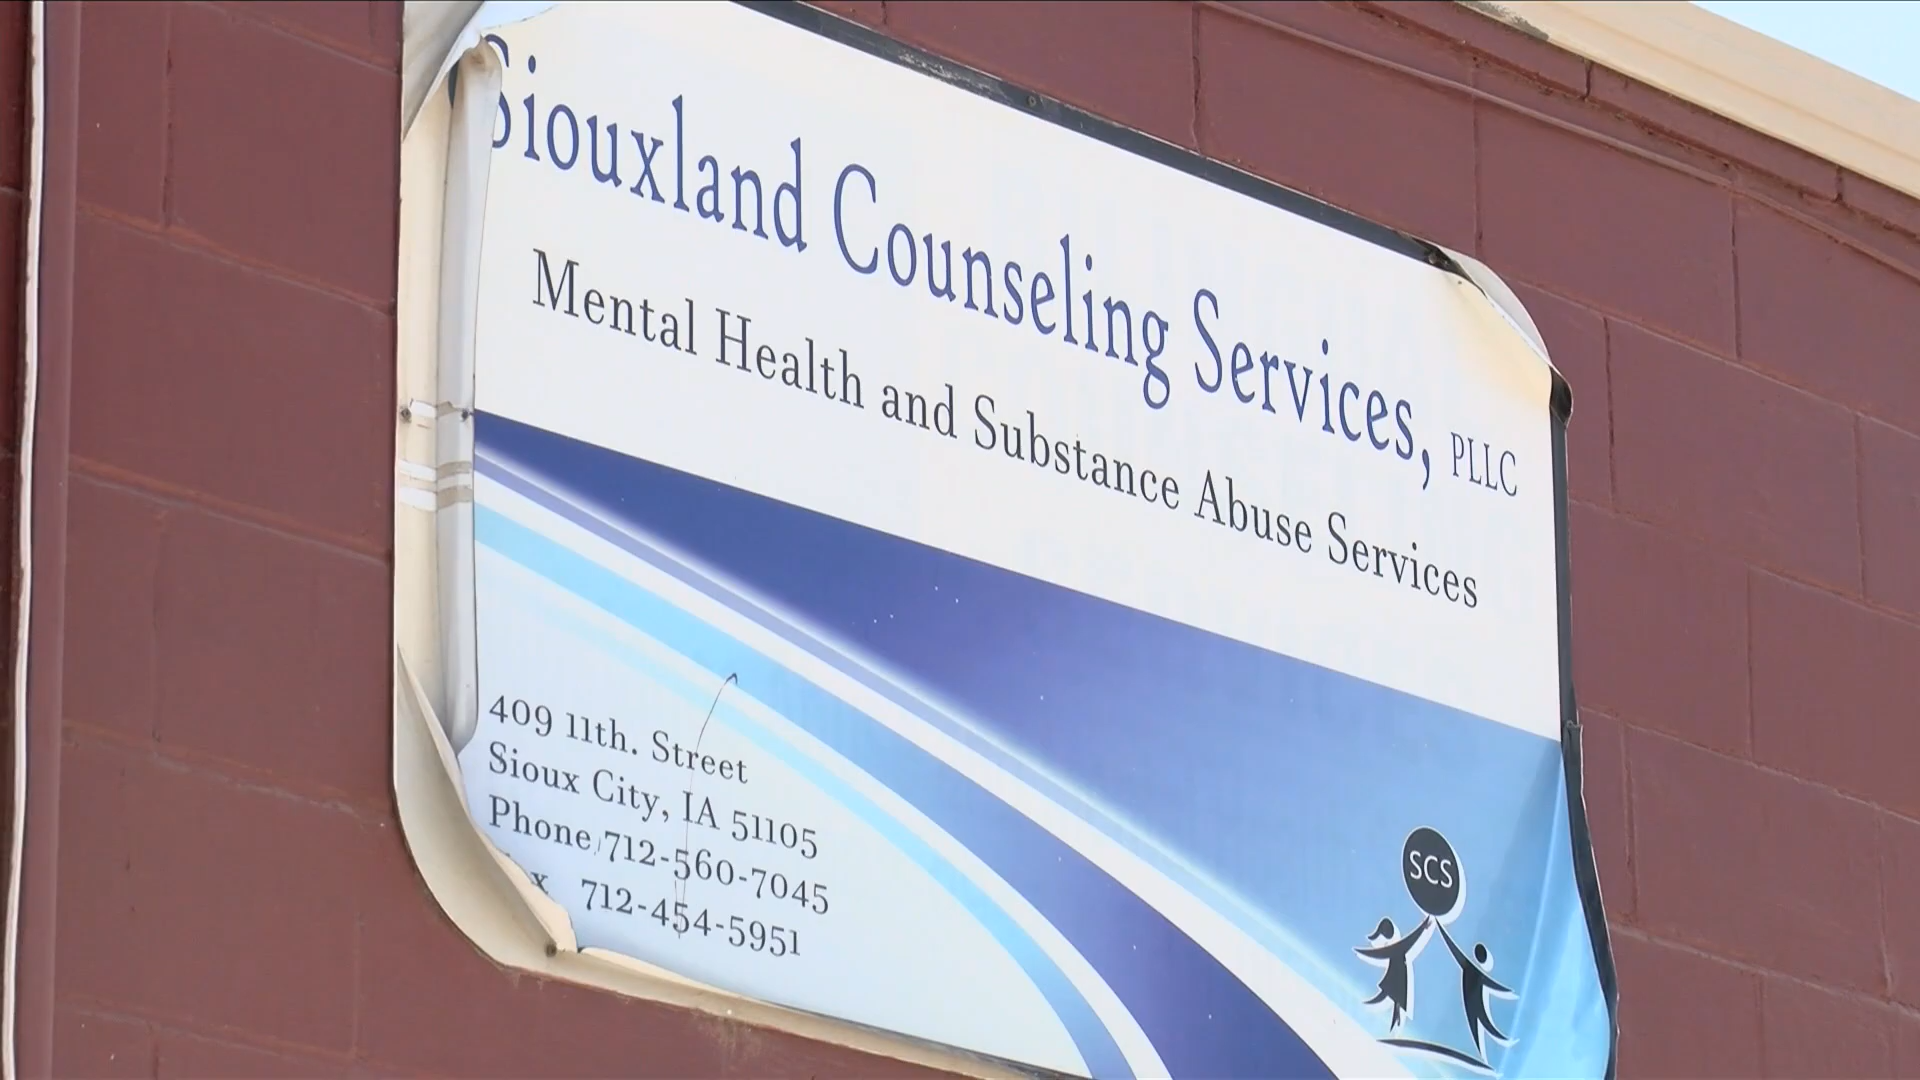 Siouxland Counseling Services, PLLC
Mental Health and Substance Abuse Services
409 11th. Street
Sioux City, IA 51105
Phone 712-560-7045
x 712-454-5951
SCS